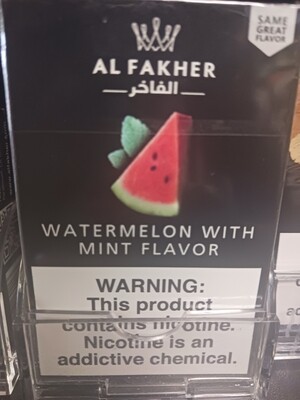 SAME
GREAT
FLAVOR
AL FAKHER
الفاخر
WATERMELON WITH
MINT FLAVOR
WARNING:
This product
contains nicotine.
Nicotine is an
addictive chemical.